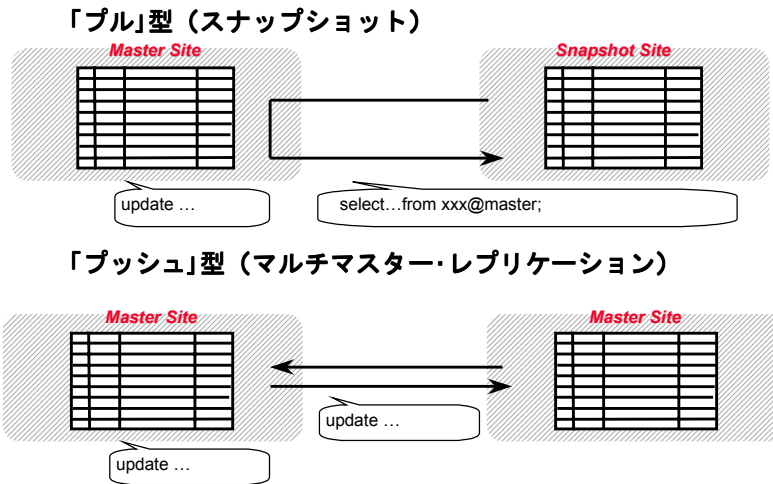 「プル」型（スナップショット）
Master Site
Snapshot Site
update …
select…from xxx@master;
「プッシュ」型（マルチマスター・レプリケーション）
Master Site
Master Site
update …
update …